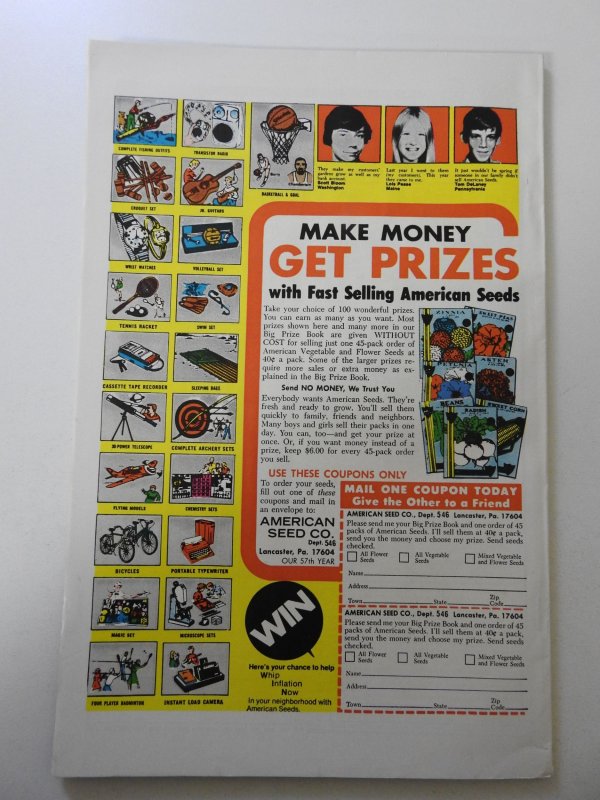 COMPLETE FISHING OUTFITS
TRANSISTOR RADIO
BASKETBALL & GOAL
Chamberlain
They make my customers'
gardens grow as well as my
bank account.
Scott Bloom
Washington
Last year I went to them
(my customers). This year
they came to me.
Lois Pease
Maine
It just wouldn't be spring if
someone in our family didn't
sell American Seeds.
Tom DeLaney
Pennsylvania
CROQUET SET
JR. GUITARS
WRIST WATCHES
VOLLEYBALL SET
TENNIS RACKET
SWIM SET
CASSETTE TAPE RECORDER
SLEEPING BAGS
30-POWER TELESCOPE
COMPLETE ARCHERY SETS
FLYING MODELS
CHEMISTRY SETS
BICYCLES
PORTABLE TYPEWRITER
MAGIC SET
MICROSCOPE SETS
FOUR PLAYER BADMINTON
INSTANT LOAD CAMERA
MAKE MONEY
GET PRIZES
with Fast Selling American Seeds
Take your choice of 100 wonderful prizes.
You can earn as many as you want. Most
prizes shown here and many more in our
Big Prize Book are given WITHOUT
COST for selling just one 45-pack order of
American Vegetable and Flower Seeds at
40¢ a pack. Some of the larger prizes re-
quire more sales or extra money as ex-
plained in the Big Prize Book.
Send NO MONEY, We Trust You
Everybody wants American Seeds. They're
fresh and ready to grow. You'll sell them
quickly to family, friends and neighbors.
Many boys and girls sell their packs in one
day. You can, too—and get your prize at
once. Or, if you want money instead of a
prize, keep $6.00 for every 45-pack order
you sell.
ZINNIA
SWEET PEAS
PETUNIA
ASTER
BEANS
RADISH
SWEET CORN
USE THESE COUPONS ONLY
To order your seeds,
fill out one of these
coupons and mail in
an envelope to:
AMERICAN
SEED CO.
Dept. 546
Lancaster, Pa. 17604
OUR 57th YEAR
MAIL ONE COUPON TODAY
Give the Other to a Friend
AMERICAN SEED CO., Dept. 546 Lancaster, Pa. 17604
Please send me your Big Prize Book and one order of 45
packs of American Seeds. I'll sell them at 40¢ a pack,
send you the money and choose my prize. Send seeds
checked.
All Flower
Seeds
All Vegetable
Seeds
Mixed Vegetable
and Flower Seeds
Name
Address
Town State Zip Code
AMERICAN SEED CO., Dept. 546 Lancaster, Pa. 17604
Please send me your Big Prize Book and one order of 45
packs of American Seeds. I'll sell them at 40¢ a pack,
send you the money and choose my prize. Send seeds
checked.
All Flower
Seeds
All Vegetable
Seeds
Mixed Vegetable
and Flower Seeds
Name
Address
Town State Zip Code
WIN
Here's your chance to help
Whip
Inflation
Now
in your neighborhood with
American Seeds.